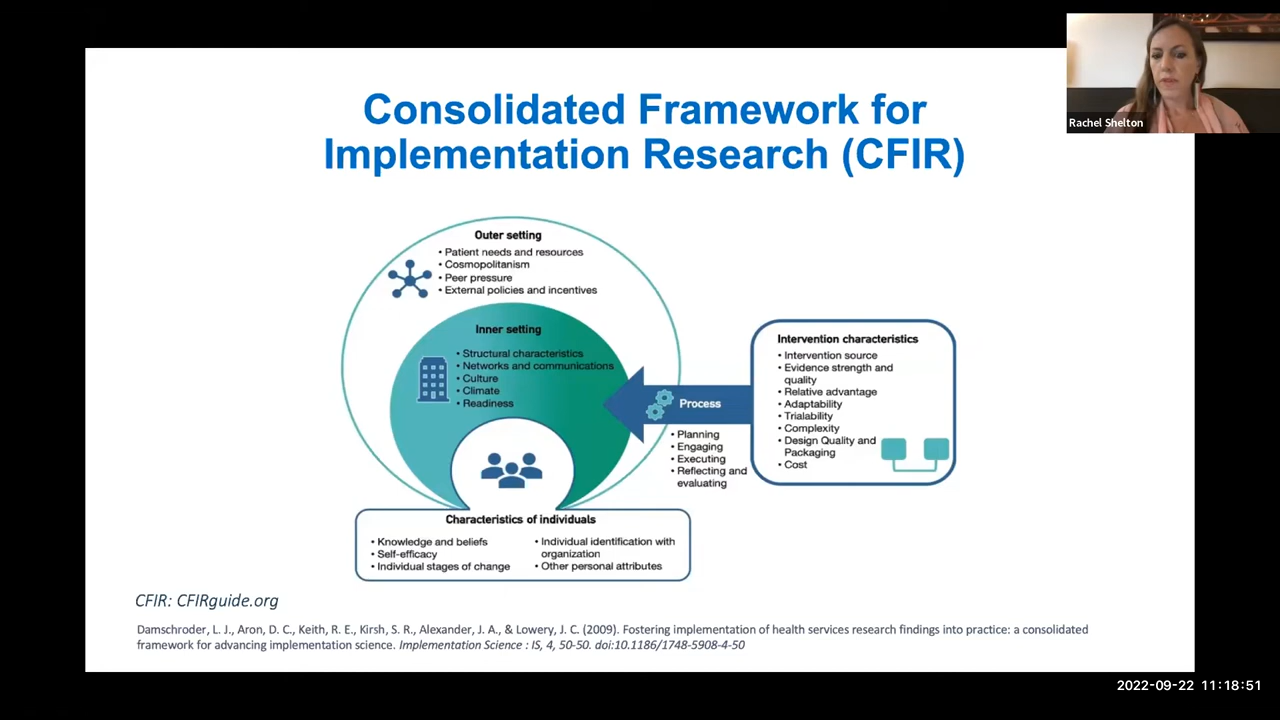 Consolidated Framework for
Implementation Research (CFIR)
Rachel Shelton
Outer setting
• Patient needs and resources
• Cosmopolitanism
• Peer pressure
• External policies and incentives
Inner setting
• Structural characteristics
• Networks and communications
• Culture
• Climate
• Readiness
Process
• Planning
• Engaging
• Executing
• Reflecting and
evaluating
Intervention characteristics
• Intervention source
• Evidence strength and
quality
• Relative advantage
• Adaptability
• Trialability
• Complexity
• Design Quality and
Packaging
• Cost
Characteristics of individuals
• Knowledge and beliefs
• Self-efficacy
• Individual stages of change
• Individual identification with
organization
• Other personal attributes
CFIR: CFIRguide.org
Damschroder, L. J., Aron, D. C., Keith, R. E., Kirsh, S. R., Alexander, J. A., & Lowery, J. C. (2009). Fostering implementation of health services research findings into practice: a consolidated
framework for advancing implementation science. Implementation Science : IS, 4, 50-50. doi:10.1186/1748-5908-4-50
2022-09-22 11:18:51